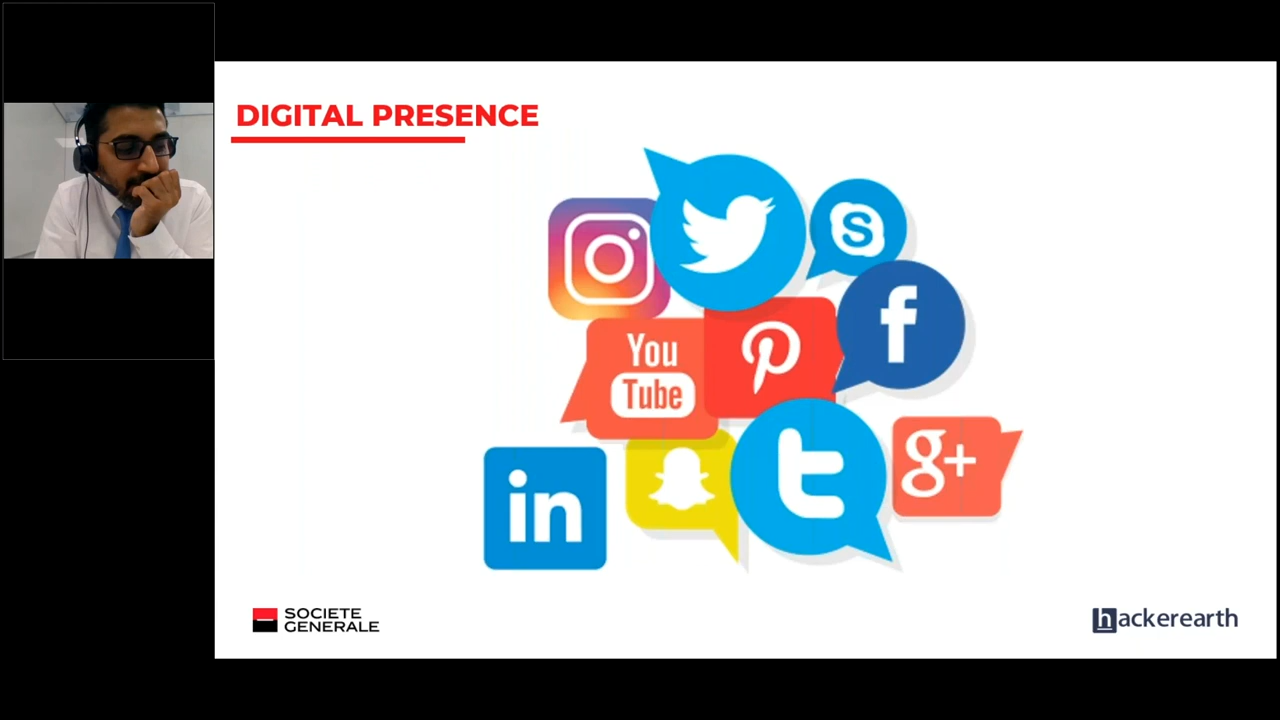 DIGITAL PRESENCE
S
f
You
Tube
in
t
g+
SOCIETE
GENERALE
hackerearth